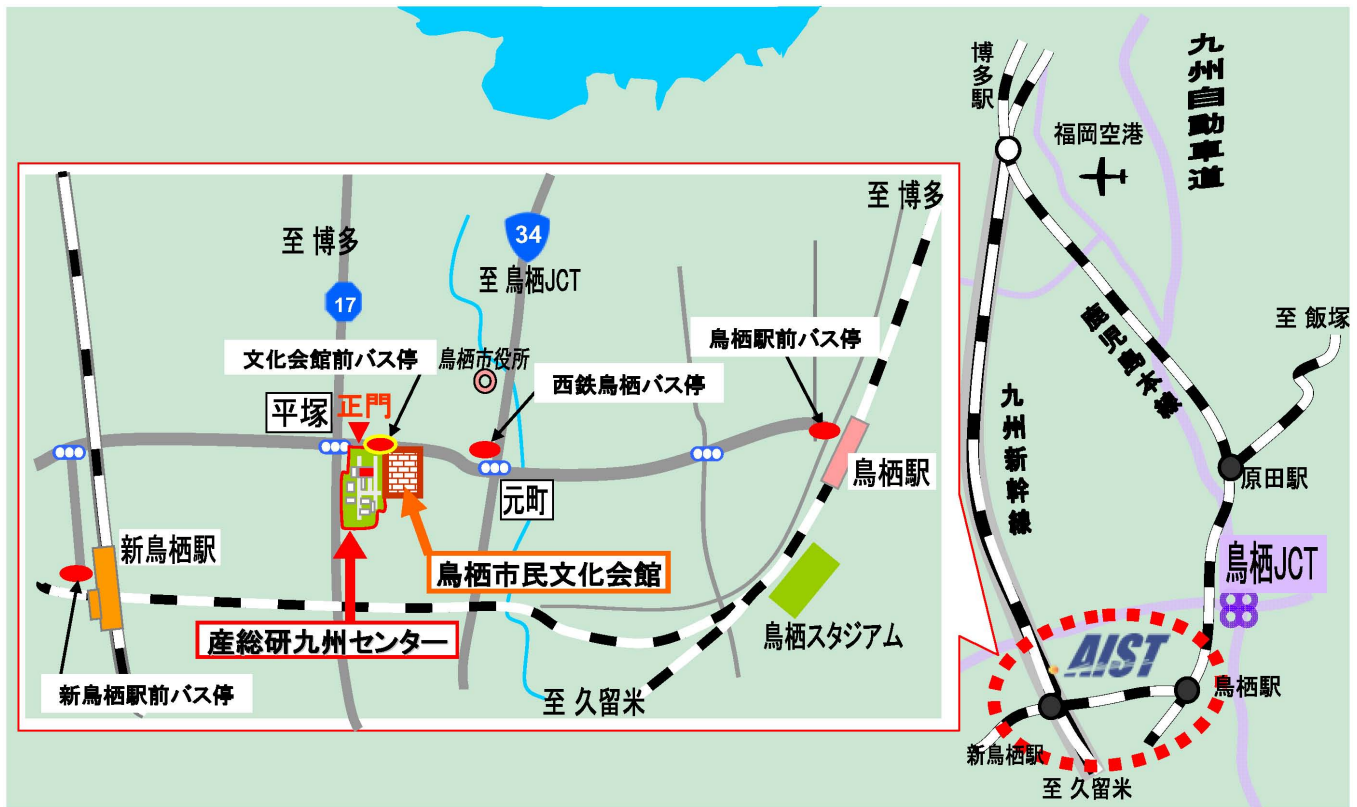 博多駅
九州自動車道
福岡空港
至 博多
至 博多
34
至 鳥栖JCT
17
至 飯塚
鳥栖駅前バス停
文化会館前バス停
鳥栖市役所
西鉄鳥栖バス停
鹿児島本線
九州新幹線
平塚
正門
鳥栖駅
原田駅
元町
新鳥栖駅
鳥栖市民文化会館
鳥栖JCT
産総研九州センター
鳥栖スタジアム
AIST
新鳥栖駅前バス停
至 久留米
鳥栖駅
新鳥栖駅
至 久留米